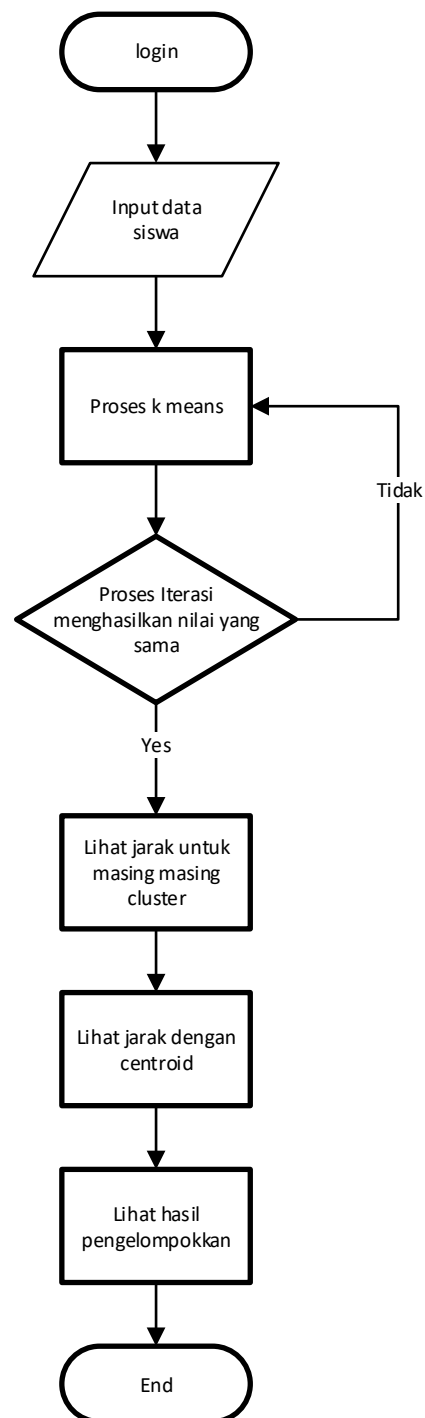 login
Input data
siswa
Proses k means
Tidak
Proses Iterasi
menghasilkan nilai yang
sama
Yes
Lihat jarak untuk
masing masing
cluster
Lihat jarak dengan
centroid
Lihat hasil
pengelompokkan
End